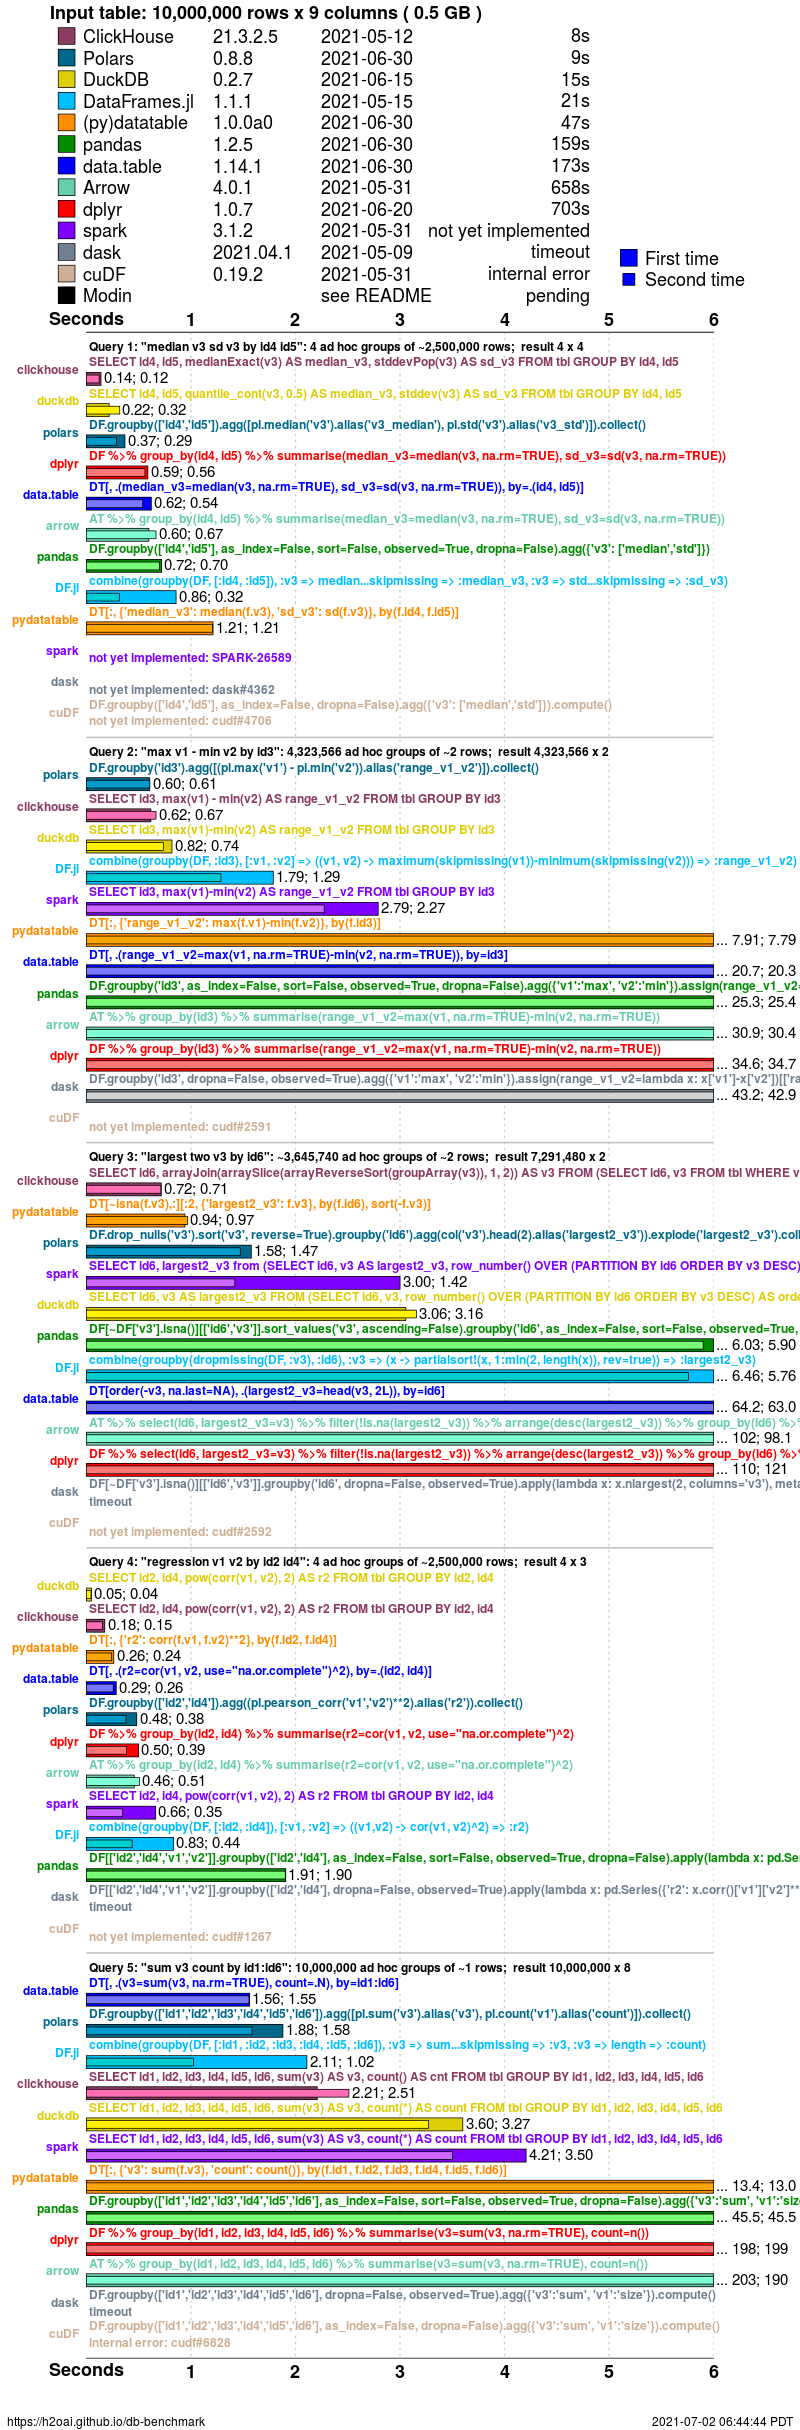 Input table: 10,000,000 rows x 9 columns ( 0.5 GB )
ClickHouse 21.3.2.5 2021-05-12 8s
Polars 0.8.8 2021-06-30 9s
DuckDB 0.2.7 2021-06-15 15s
DataFrames.jl 1.1.1 2021-05-15 21s
(py)datatable 1.0.0a0 2021-06-30 47s
pandas 1.2.5 2021-06-30 159s
data.table 1.14.1 2021-06-30 173s
Arrow 4.0.1 2021-05-31 658s
dplyr 1.0.7 2021-06-20 703s
spark 3.1.2 2021-05-31 not yet implemented
dask 2021.04.1 2021-05-09 timeout
First time
cuDF 0.19.2 2021-05-31 internal error
Second time
Modin see README pending
Seconds 1 2 3 4 5 6
Query 1: "median v3 sd v3 by id4 id5": 4 ad hoc groups of ~2,500,000 rows; result 4 x 4
SELECT id4, id5, medianExact(v3) AS median_v3, stddevPop(v3) AS sd_v3 FROM tbl GROUP BY id4, id5
clickhouse 0.14; 0.12
SELECT id4, id5, quantile_cont(v3, 0.5) AS median_v3, stddev(v3) AS sd_v3 FROM tbl GROUP BY id4, id5
duckdb 0.22; 0.32
DF.groupby(['id4','id5']).agg([pl.median('v3').alias('v3_median'), pl.std('v3').alias('v3_std')]).collect()
polars 0.37; 0.29
DF %>% group_by(id4, id5) %>% summarise(median_v3=median(v3, na.rm=TRUE), sd_v3=sd(v3, na.rm=TRUE))
dplyr 0.59; 0.56
DT[, .(median_v3=median(v3, na.rm=TRUE), sd_v3=sd(v3, na.rm=TRUE)), by=.(id4, id5)]
data.table 0.62; 0.54
AT %>% group_by(id4, id5) %>% summarise(median_v3=median(v3, na.rm=TRUE), sd_v3=sd(v3, na.rm=TRUE))
arrow 0.60; 0.67
DF.groupby(['id4','id5'], as_index=False, sort=False, observed=True, dropna=False).agg({'v3': ['median','std']})
pandas 0.72; 0.70
combine(groupby(DF, [:id4, :id5]), :v3 => median...skipmissing => :median_v3, :v3 => std...skipmissing => :sd_v3)
DF.jl 0.86; 0.32
DT[:, {'median_v3': median(f.v3), 'sd_v3': sd(f.v3)}, by(f.id4, f.id5)]
pydatatable 1.21; 1.21
spark not yet implemented: SPARK-26589
dask not yet implemented: dask#4362
DF.groupby(['id4','id5'], as_index=False, dropna=False).agg({'v3': ['median','std']}).compute()
cuDF not yet implemented: cudf#4706
Query 2: "max v1 - min v2 by id3": 4,323,566 ad hoc groups of ~2 rows; result 4,323,566 x 2
DF.groupby('id3').agg([(pl.max('v1') - pl.min('v2')).alias('range_v1_v2')]).collect()
polars 0.60; 0.61
SELECT id3, max(v1) - min(v2) AS range_v1_v2 FROM tbl GROUP BY id3
clickhouse 0.62; 0.67
SELECT id3, max(v1)-min(v2) AS range_v1_v2 FROM tbl GROUP BY id3
duckdb 0.82; 0.74
combine(groupby(DF, :id3), [:v1, :v2] => ((v1, v2) -> maximum(skipmissing(v1))-minimum(skipmissing(v2))) => :range_v1_v2)
DF.jl 1.79; 1.29
SELECT id3, max(v1)-min(v2) AS range_v1_v2 FROM tbl GROUP BY id3
spark 2.79; 2.27
DT[:, {'range_v1_v2': max(f.v1)-min(f.v2)}, by(f.id3)]
pydatatable ... 7.91; 7.79
DT[, .(range_v1_v2=max(v1, na.rm=TRUE)-min(v2, na.rm=TRUE)), by=id3]
data.table ... 20.7; 20.3
DF.groupby('id3', as_index=False, sort=False, observed=True, dropna=False).agg({'v1':'max', 'v2':'min'}).assign(range_v1_v2=
pandas ... 25.3; 25.4
AT %>% group_by(id3) %>% summarise(range_v1_v2=max(v1, na.rm=TRUE)-min(v2, na.rm=TRUE))
arrow ... 30.9; 30.4
DF %>% group_by(id3) %>% summarise(range_v1_v2=max(v1, na.rm=TRUE)-min(v2, na.rm=TRUE))
dplyr ... 34.6; 34.7
DF.groupby('id3', dropna=False, observed=True).agg({'v1':'max', 'v2':'min'}).assign(range_v1_v2=lambda x: x['v1']-x['v2'])[['ra
dask ... 43.2; 42.9
cuDF not yet implemented: cudf#2591
Query 3: "largest two v3 by id6": ~3,645,740 ad hoc groups of ~2 rows; result 7,291,480 x 2
SELECT id6, arrayJoin(arraySlice(arrayReverseSort(groupArray(v3)), 1, 2)) AS v3 FROM (SELECT id6, v3 FROM tbl WHERE v
clickhouse 0.72; 0.71
DT[~isna(f.v3),:][:2, {'largest2_v3': f.v3}, by(f.id6), sort(-f.v3)]
pydatatable 0.94; 0.97
DF.drop_nulls('v3').sort('v3', reverse=True).groupby('id6').agg(col('v3').head(2).alias('largest2_v3')).explode('largest2_v3').coll
polars 1.58; 1.47
SELECT id6, largest2_v3 from (SELECT id6, v3 AS largest2_v3, row_number() OVER (PARTITION BY id6 ORDER BY v3 DESC)
spark 3.00; 1.42
SELECT id6, v3 AS largest2_v3 FROM (SELECT id6, v3, row_number() OVER (PARTITION BY id6 ORDER BY v3 DESC) AS orde
duckdb 3.06; 3.16
DF[~DF['v3'].isna()][['id6','v3']].sort_values('v3', ascending=False).groupby('id6', as_index=False, sort=False, observed=True,
pandas ... 6.03; 5.90
combine(groupby(dropmissing(DF, :v3), :id6), :v3 => (x -> partialsort!(x, 1:min(2, length(x)), rev=true)) => :largest2_v3)
DF.jl ... 6.46; 5.76
DT[order(-v3, na.last=NA), .(largest2_v3=head(v3, 2L)), by=id6]
data.table ... 64.2; 63.0
AT %>% select(id6, largest2_v3=v3) %>% filter(!is.na(largest2_v3)) %>% arrange(desc(largest2_v3)) %>% group_by(id6) %>%
arrow ... 102; 98.1
DF %>% select(id6, largest2_v3=v3) %>% filter(!is.na(largest2_v3)) %>% arrange(desc(largest2_v3)) %>% group_by(id6) %>%
dplyr ... 110; 121
DF[~DF['v3'].isna()][['id6','v3']].groupby('id6', dropna=False, observed=True).apply(lambda x: x.nlargest(2, columns='v3'), meta
dask timeout
cuDF not yet implemented: cudf#2592
Query 4: "regression v1 v2 by id2 id4": 4 ad hoc groups of ~2,500,000 rows; result 4 x 3
SELECT id2, id4, pow(corr(v1, v2), 2) AS r2 FROM tbl GROUP BY id2, id4
duckdb 0.05; 0.04
SELECT id2, id4, pow(corr(v1, v2), 2) AS r2 FROM tbl GROUP BY id2, id4
clickhouse 0.18; 0.15
DT[:, {'r2': corr(f.v1, f.v2)**2}, by(f.id2, f.id4)]
pydatatable 0.26; 0.24
DT[, .(r2=cor(v1, v2, use="na.or.complete")^2), by=.(id2, id4)]
data.table 0.29; 0.26
DF.groupby(['id2','id4']).agg((pl.pearson_corr('v1','v2')**2).alias('r2')).collect()
polars 0.48; 0.38
DF %>% group_by(id2, id4) %>% summarise(r2=cor(v1, v2, use="na.or.complete")^2)
dplyr 0.50; 0.39
AT %>% group_by(id2, id4) %>% summarise(r2=cor(v1, v2, use="na.or.complete")^2)
arrow 0.46; 0.51
SELECT id2, id4, pow(corr(v1, v2), 2) AS r2 FROM tbl GROUP BY id2, id4
spark 0.66; 0.35
combine(groupby(DF, [:id2, :id4]), [:v1, :v2] => ((v1,v2) -> cor(v1, v2)^2) => :r2)
DF.jl 0.83; 0.44
DF[['id2','id4','v1','v2']].groupby(['id2','id4'], as_index=False, sort=False, observed=True, dropna=False).apply(lambda x: pd.Ser
pandas 1.91; 1.90
DF[['id2','id4','v1','v2']].groupby(['id2','id4'], dropna=False, observed=True).apply(lambda x: pd.Series({'r2': x.corr()['v1']['v2']**
dask timeout
cuDF not yet implemented: cudf#1267
Query 5: "sum v3 count by id1:id6": 10,000,000 ad hoc groups of ~1 rows; result 10,000,000 x 8
DT[, .(v3=sum(v3, na.rm=TRUE), count=.N), by=id1:id6]
data.table 1.56; 1.55
DF.groupby(['id1','id2','id3','id4','id5','id6']).agg([pl.sum('v3').alias('v3'), pl.count('v1').alias('count')]).collect()
polars 1.88; 1.58
combine(groupby(DF, [:id1, :id2, :id3, :id4, :id5, :id6]), :v3 => sum...skipmissing => :v3, :v3 => length => :count)
DF.jl 2.11; 1.02
SELECT id1, id2, id3, id4, id5, id6, sum(v3) AS v3, count() AS cnt FROM tbl GROUP BY id1, id2, id3, id4, id5, id6
clickhouse 2.21; 2.51
SELECT id1, id2, id3, id4, id5, id6, sum(v3) AS v3, count(*) AS count FROM tbl GROUP BY id1, id2, id3, id4, id5, id6
duckdb 3.60; 3.27
SELECT id1, id2, id3, id4, id5, id6, sum(v3) AS v3, count(*) AS count FROM tbl GROUP BY id1, id2, id3, id4, id5, id6
spark 4.21; 3.50
DT[:, {'v3': sum(f.v3), 'count': count()}, by(f.id1, f.id2, f.id3, f.id4, f.id5, f.id6)]
pydatatable ... 13.4; 13.0
DF.groupby(['id1','id2','id3','id4','id5','id6'], as_index=False, sort=False, observed=True, dropna=False).agg({'v3':'sum', 'v1':'size
pandas ... 45.5; 45.5
DF %>% group_by(id1, id2, id3, id4, id5, id6) %>% summarise(v3=sum(v3, na.rm=TRUE), count=n())
dplyr ... 198; 199
AT %>% group_by(id1, id2, id3, id4, id5, id6) %>% summarise(v3=sum(v3, na.rm=TRUE), count=n())
arrow ... 203; 190
DF.groupby(['id1','id2','id3','id4','id5','id6'], dropna=False, observed=True).agg({'v3':'sum', 'v1':'size'}).compute()
dask timeout
DF.groupby(['id1','id2','id3','id4','id5','id6'], as_index=False, dropna=False).agg({'v3':'sum', 'v1':'size'}).compute()
cuDF internal error: cudf#6828
Seconds 1 2 3 4 5 6
https://h2oai.github.io/db-benchmark 2021-07-02 06:44:44 PDT